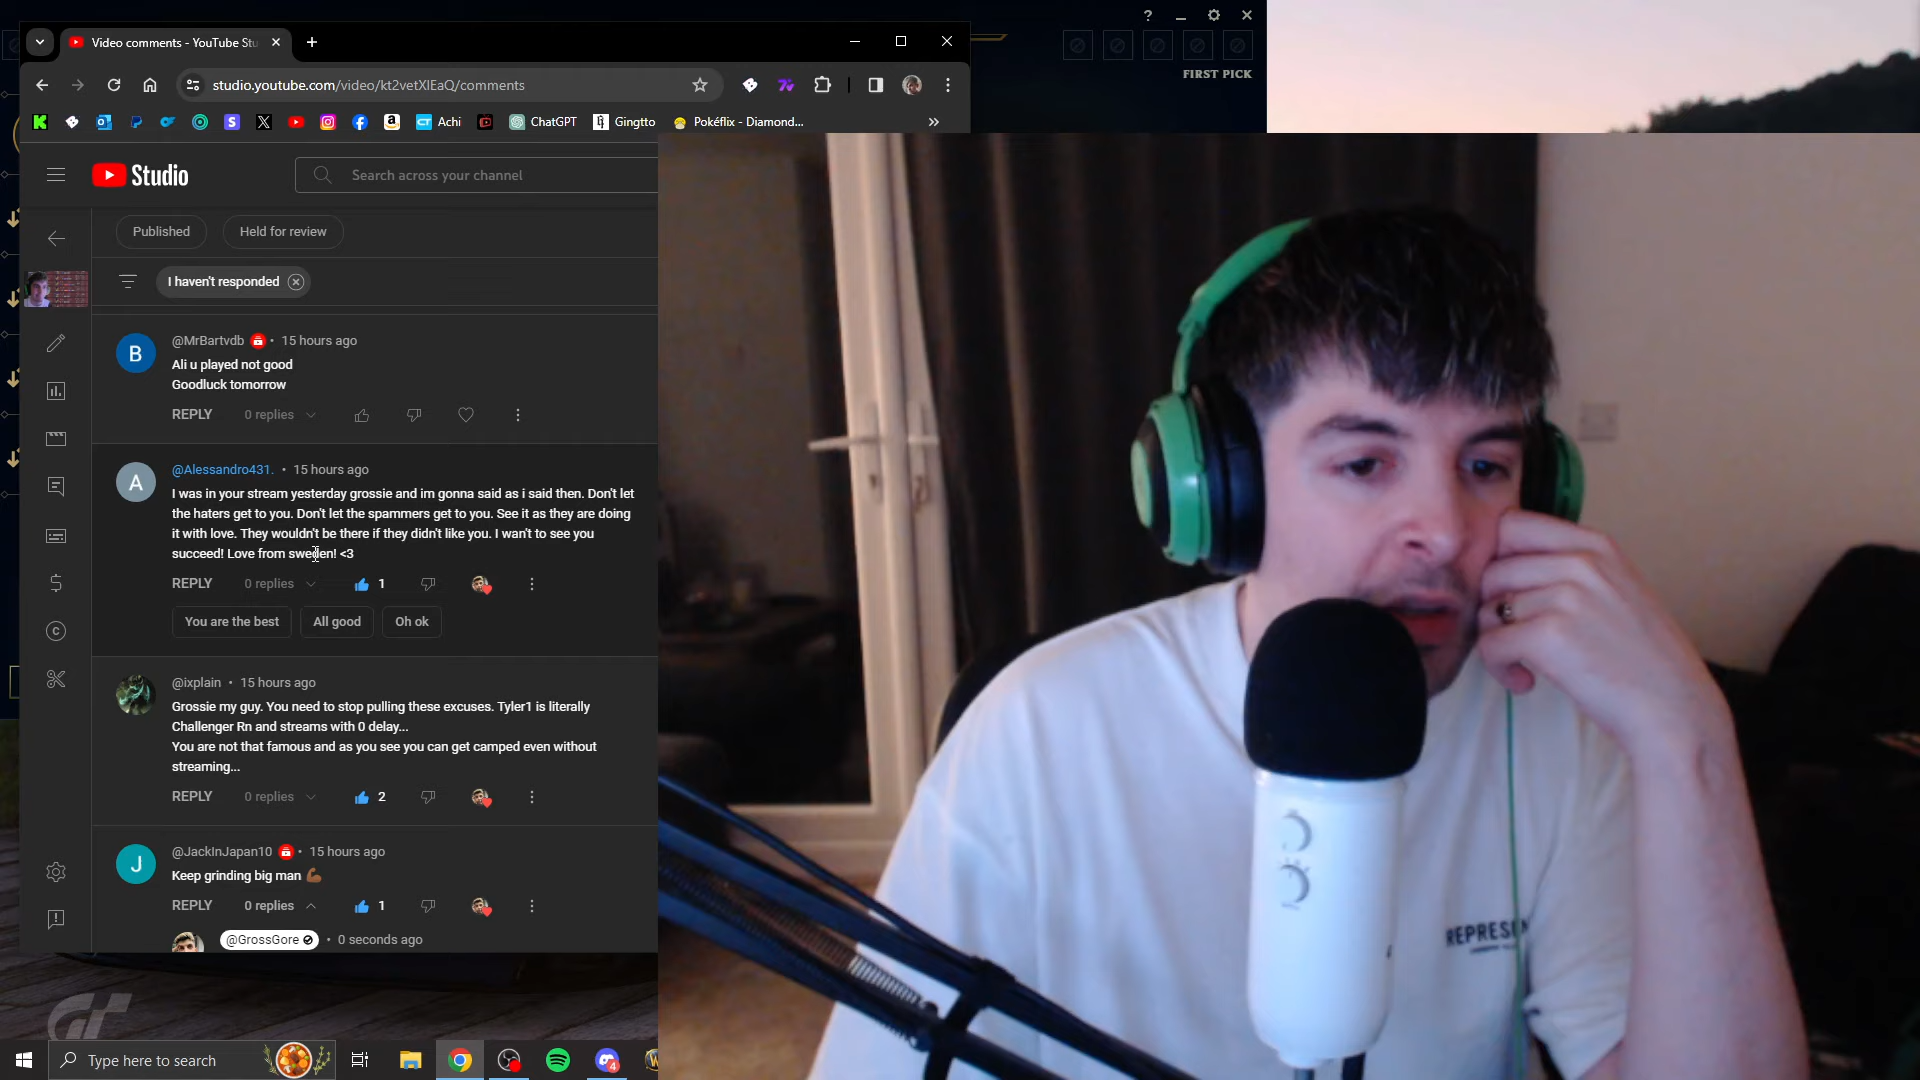 FIRST PICK
Video comments - YouTube Stu
studio.youtube.com/video/kt2vetXlEaQ/comments
Achi
ChatGPT
Gingtto
Pokéflix - Diamond...
Studio
Search across your channel
Published
Held for review
I haven't responded
B
@MrBartvdb • 15 hours ago
Ali u played not good
Goodluck tomorrow
REPLY 0 replies
A
@Alessandro431. • 15 hours ago
I was in your stream yesterday grossie and im gonna said as i said then. Don't let
the haters get to you. Don't let the spammers get to you. See it as they are doing
it with love. They wouldn't be there if they didn't like you. I wan't to see you
succeed! Love from sweden! <3
REPLY 0 replies 1
You are the best
All good
Oh ok
@ixplain • 15 hours ago
Grossie my guy. You need to stop pulling these excuses. Tyler1 is literally
Challenger Rn and streams with 0 delay...
You are not that famous and as you see you can get camped even without
streaming...
REPLY 0 replies 2
J
@JackInJapan10 • 15 hours ago
Keep grinding big man 💪🏾
REPLY 0 replies 1
@GrossGore • 0 seconds ago
REPRESEN
GT
Type here to search
4